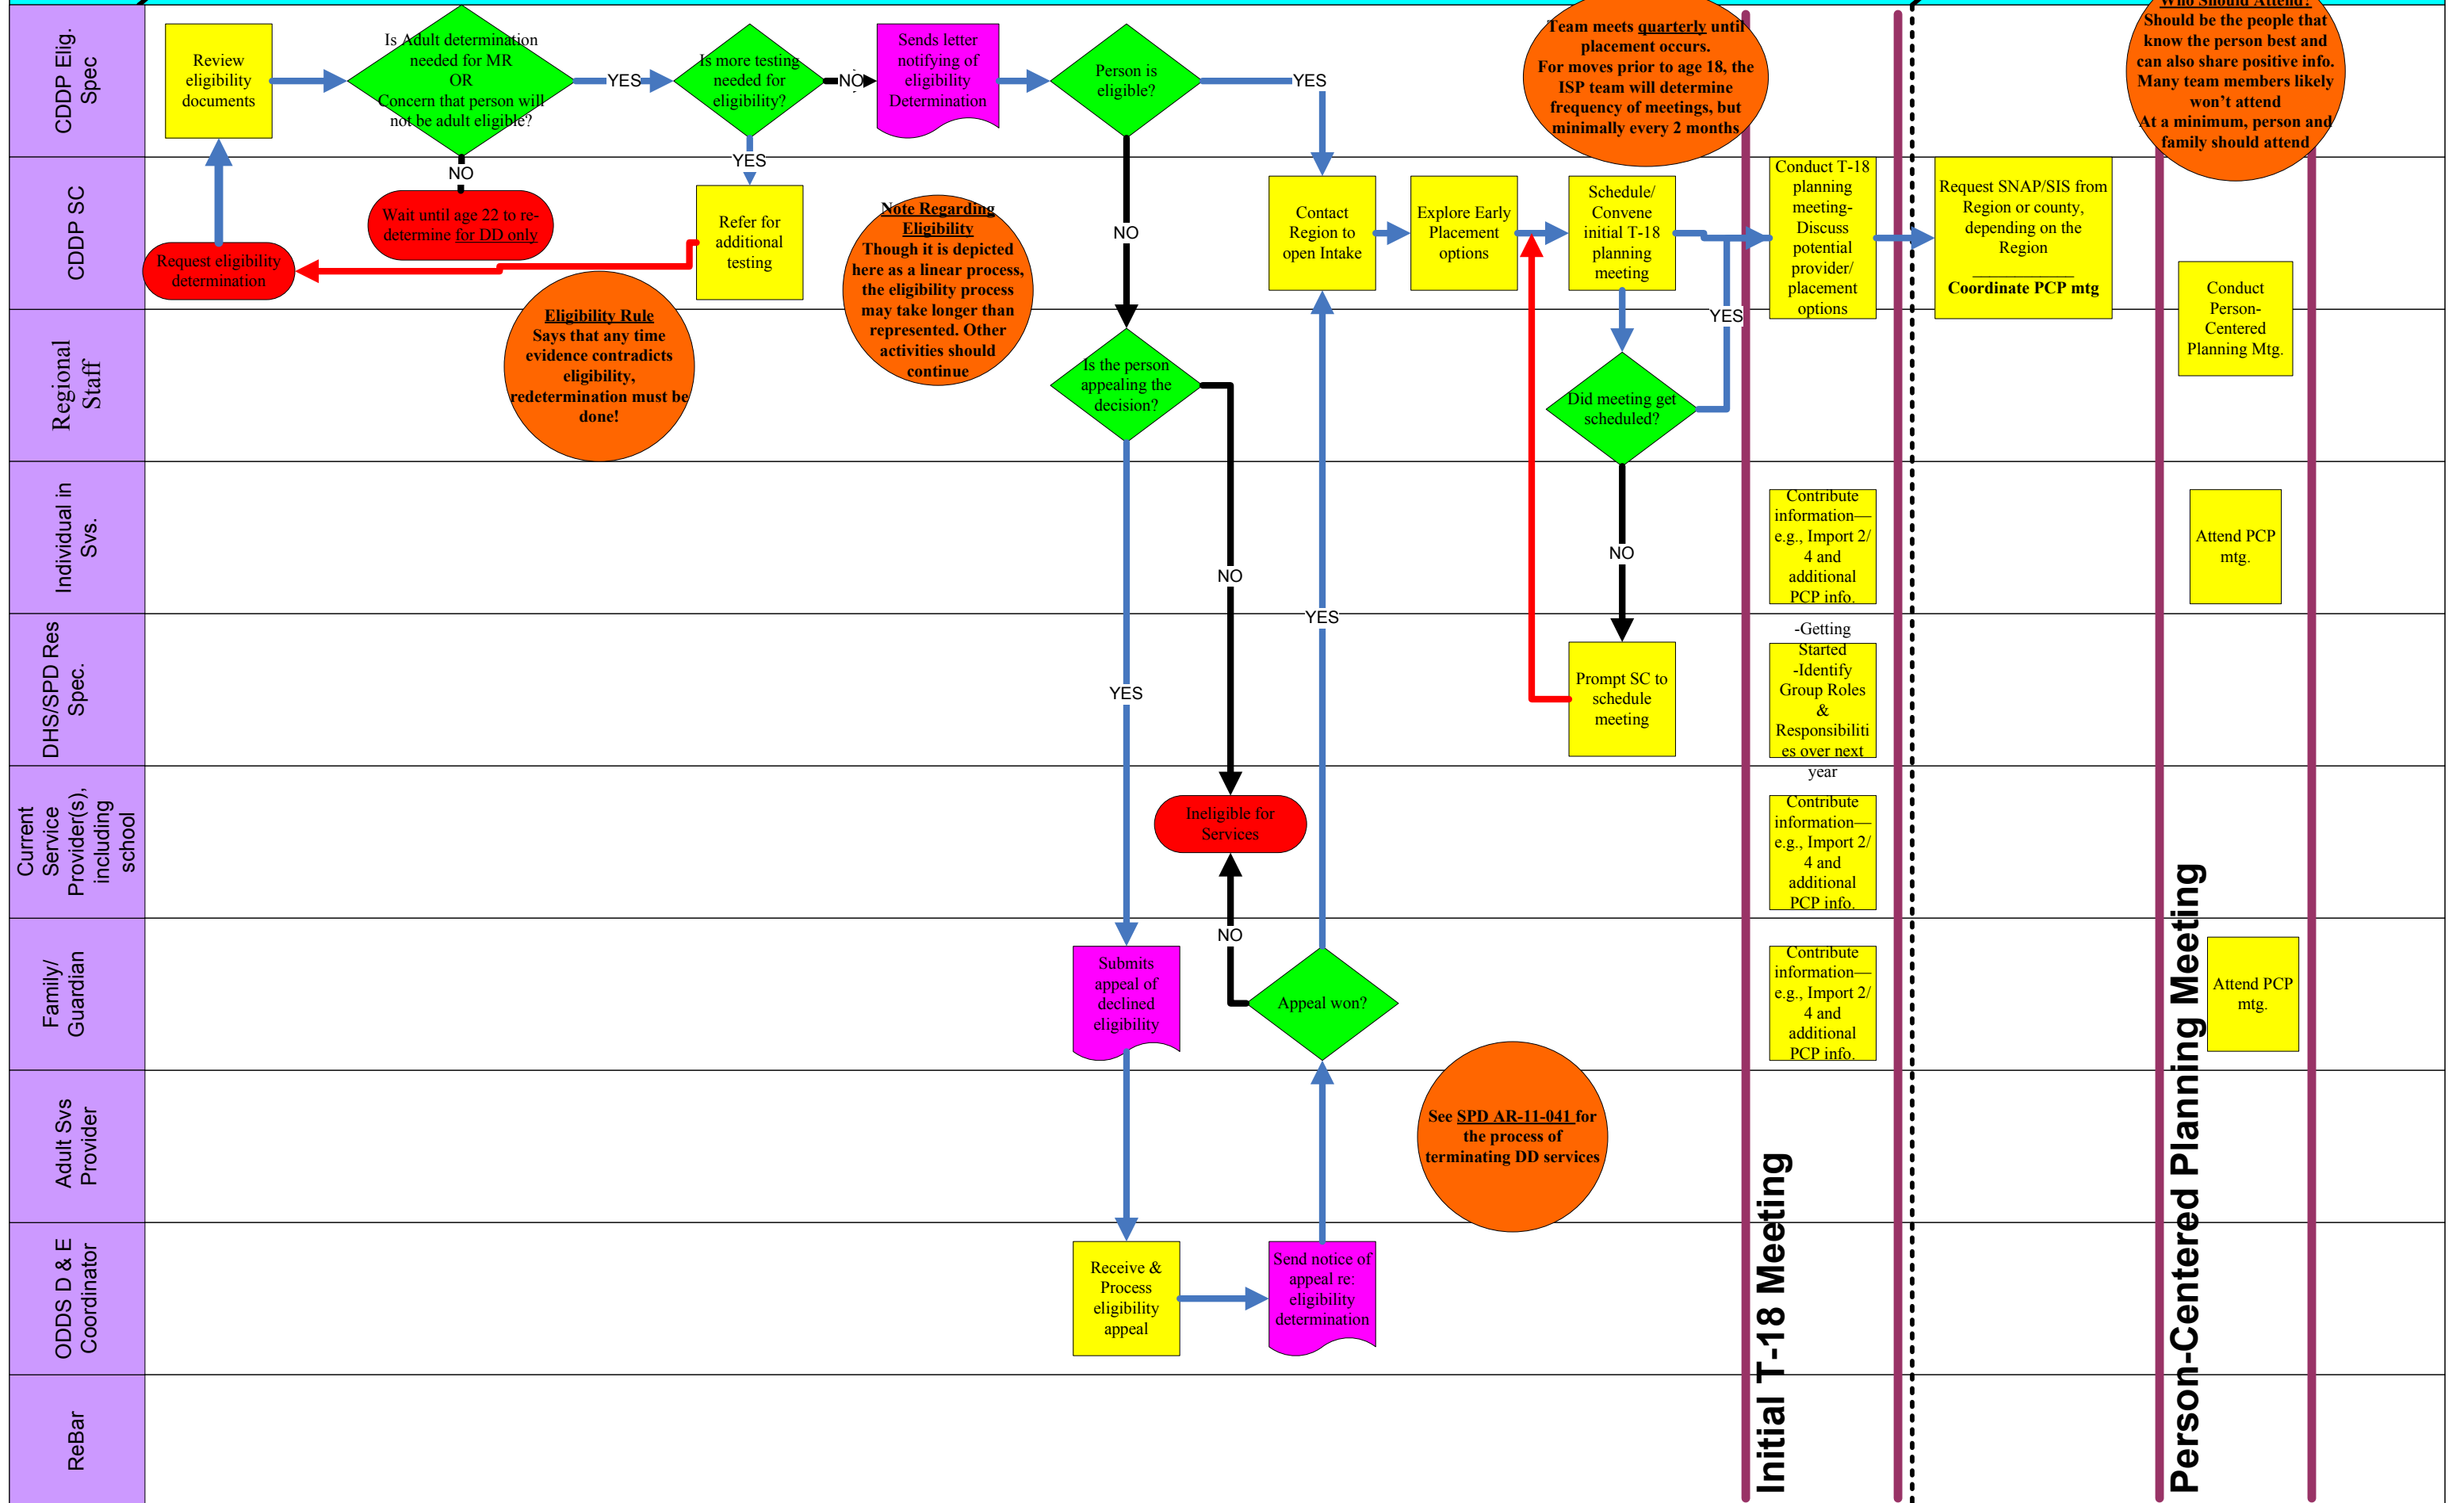 CDDP Elig.
Spec
Review
eligibility
documents
Is Adult determination
needed for MR
OR
Concern that person will
not be adult eligible?
YES
Is more testing
needed for
eligibility?
NO
Sends letter
notifying of
eligibility
Determination
Person is
eligible?
YES
Team meets quarterly until
placement occurs.
For moves prior to age 18, the
ISP team will determine
frequency of meetings, but
minimally every 2 months
Who Should Attend?
Should be the people that
know the person best and
can also share positive info.
Many team members likely
won’t attend
At a minimum, person and
family should attend
CDDP SC
Request eligibility
determination
NO
Wait until age 22 to re-
determine for DD only
YES
Refer for
additional
testing
Note Regarding
Eligibility
Though it is depicted
here as a linear process,
the eligibility process
may take longer than
represented. Other
activities should
continue
NO
Contact
Region to
open Intake
Explore Early
Placement
options
Schedule/
Convene
initial T-18
planning
meeting
YES
Conduct T-18
planning
meeting-
Discuss
potential
provider/
placement
options
Request SNAP/SIS from
Region or county,
depending on the
Region
____________
Coordinate PCP mtg
Conduct
Person-
Centered
Planning Mtg.
Regional
Staff
Eligibility Rule
Says that any time
evidence contradicts
eligibility,
redetermination must be
done!
Is the person
appealing the
decision?
Did meeting get
scheduled?
Individual in
Svs.
NO
NO
Contribute
information—
e.g., Import 2/
4 and
additional
PCP info.
Attend PCP
mtg.
DHS/SPD Res
Spec.
YES
YES
Prompt SC to
schedule
meeting
-Getting
Started
-Identify
Group Roles
&
Responsibiliti
es over next
year
Current
Service
Provider(s),
including
school
Ineligible for
Services
Contribute
information—
e.g., Import 2/
4 and
additional
PCP info.
Family/
Guardian
Submits
appeal of
declined
eligibility
NO
Appeal won?
Contribute
information—
e.g., Import 2/
4 and
additional
PCP info.
Attend PCP
mtg.
Adult Svs
Provider
See SPD AR-11-041 for
the process of
terminating DD services
ODDS D & E
Coordinator
Receive &
Process
eligibility
appeal
Send notice of
appeal re:
eligibility
determination
ReBar
Initial T-18 Meeting
Person-Centered Planning Meeting